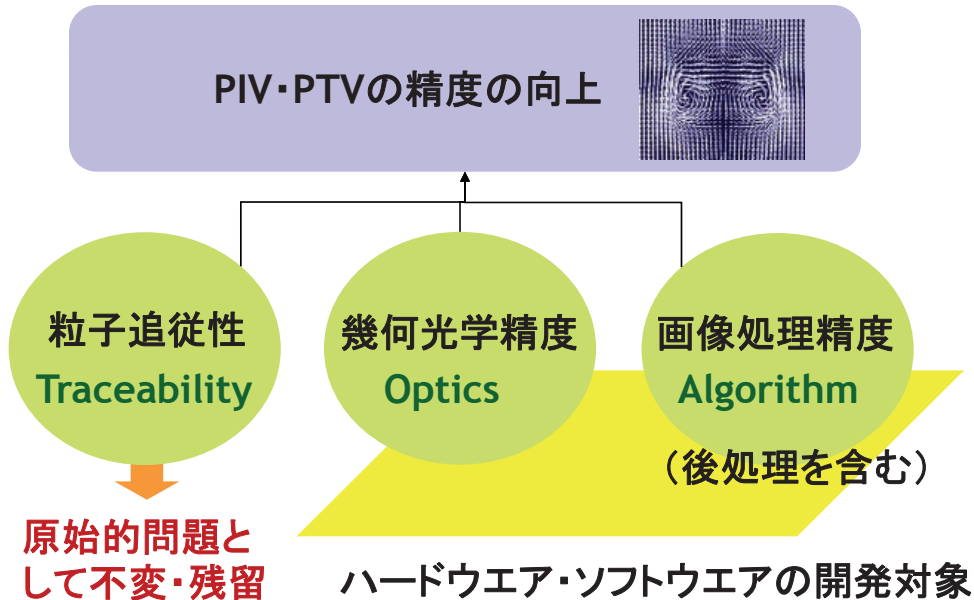 PIV・PTVの精度の向上
粒子追従性
Traceability
幾何光学精度
Optics
画像処理精度
Algorithm
（後処理を含む）
原始的問題と
して不変・残留
ハードウエア・ソフトウエアの開発対象